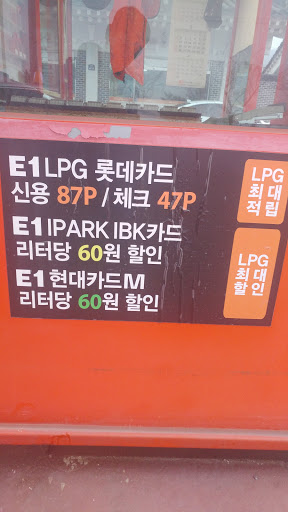 E1 LPG 롯데카드
신용 87P / 체크 47P
LPG
최대
적립
E1 IPARK IBK카드
리터당 60원 할인
E1 현대카드M
리터당 60원 할인
LPG
최대
할인